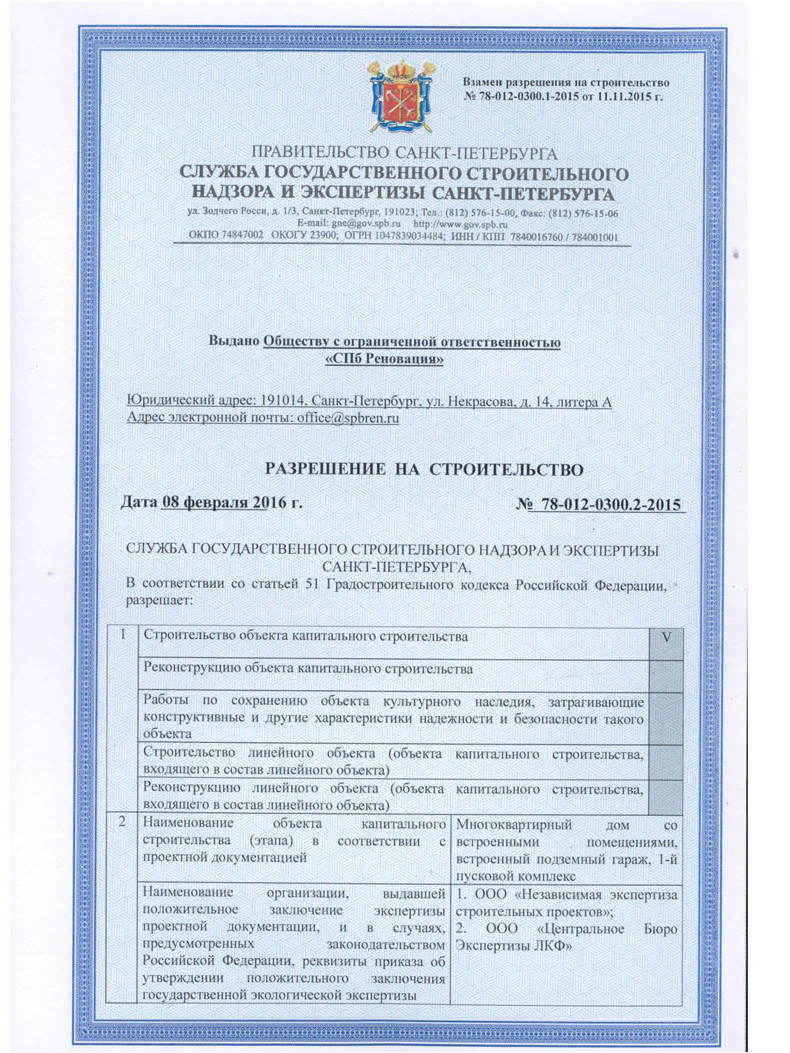 Взамен разрешения на строительство
№ 78-012-0300.1-2015 от 11.11.2015 г.
ПРАВИТЕЛЬСТВО САНКТ-ПЕТЕРБУРГА
СЛУЖБА ГОСУДАРСТВЕННОГО СТРОИТЕЛЬНОГО
НАДЗОРА И ЭКСПЕРТИЗЫ САНКТ-ПЕТЕРБУРГА
ул. Зодчего Росси, д. 1/3, Санкт-Петербург, 191023; Тел.: (812) 576-15-00, Факс: (812) 576-15-06
E-mail: gne@gov.spb.ru http://www.gov.spb.ru
ОКПО 74847002 ОКОГУ 23900; ОГРН 1047839034484; ИНН / КПП 7840016760 / 784001001
Выдано Обществу с ограниченной ответственностью
«СПб Реновация»
Юридический адрес: 191014, Санкт-Петербург, ул. Некрасова, д. 14, литера А
Адрес электронной почты: office@spbren.ru
РАЗРЕШЕНИЕ НА СТРОИТЕЛЬСТВО
Дата 08 февраля 2016 г. № 78-012-0300.2-2015
СЛУЖБА ГОСУДАРСТВЕННОГО СТРОИТЕЛЬНОГО НАДЗОРА И ЭКСПЕРТИЗЫ
САНКТ-ПЕТЕРБУРГА,
В соответствии со статьей 51 Градостроительного кодекса Российской Федерации,
разрешает:
1 Строительство объекта капитального строительства V
Реконструкцию объекта капитального строительства
Работы по сохранению объекта культурного наследия, затрагивающие
конструктивные и другие характеристики надежности и безопасности такого
объекта
Строительство линейного объекта (объекта капитального строительства,
входящего в состав линейного объекта)
Реконструкцию линейного объекта (объекта капитального строительства,
входящего в состав линейного объекта)
2 Наименование объекта капитального
строительства (этапа) в соответствии с
проектной документацией
Многоквартирный дом со
встроенными помещениями,
встроенный подземный гараж, 1-й
пусковой комплекс
Наименование организации, выдавшей
положительное заключение экспертизы
проектной документации, и в случаях,
предусмотренных законодательством
Российской Федерации, реквизиты приказа об
утверждении положительного заключения
государственной экологической экспертизы
1. ООО «Независимая экспертиза
строительных проектов»;
2. ООО «Центральное Бюро
Экспертизы ЛКФ»